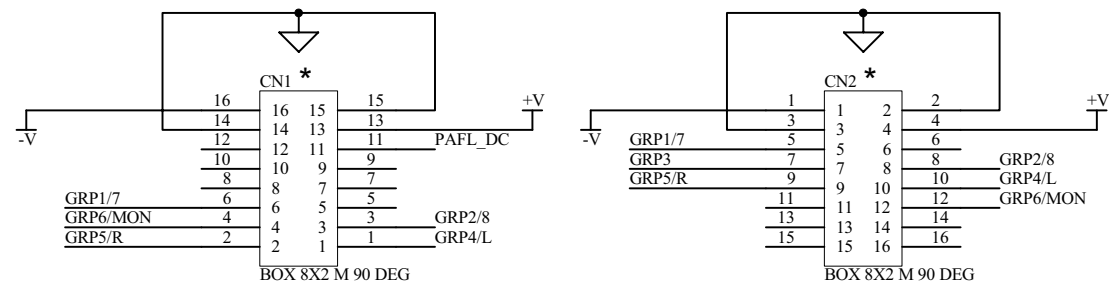 CN1 *
16 16 15 15 +V
-V 14 14 13 13
12 12 11 11 PAFL_DC
10 10 9 9
8 8 7 7
GRP1/7 6 6 5 5
GRP6/MON 4 4 3 3 GRP2/8
GRP5/R 2 2 1 1 GRP4/L
BOX 8X2 M 90 DEG
CN2 *
1 1 2 2 +V
-V 3 3 4 4
GRP1/7 5 5 6 6
GRP3 7 7 8 8 GRP2/8
GRP5/R 9 9 10 10 GRP4/L
11 11 12 12 GRP6/MON
13 13 14 14
15 15 16 16
BOX 8X2 M 90 DEG